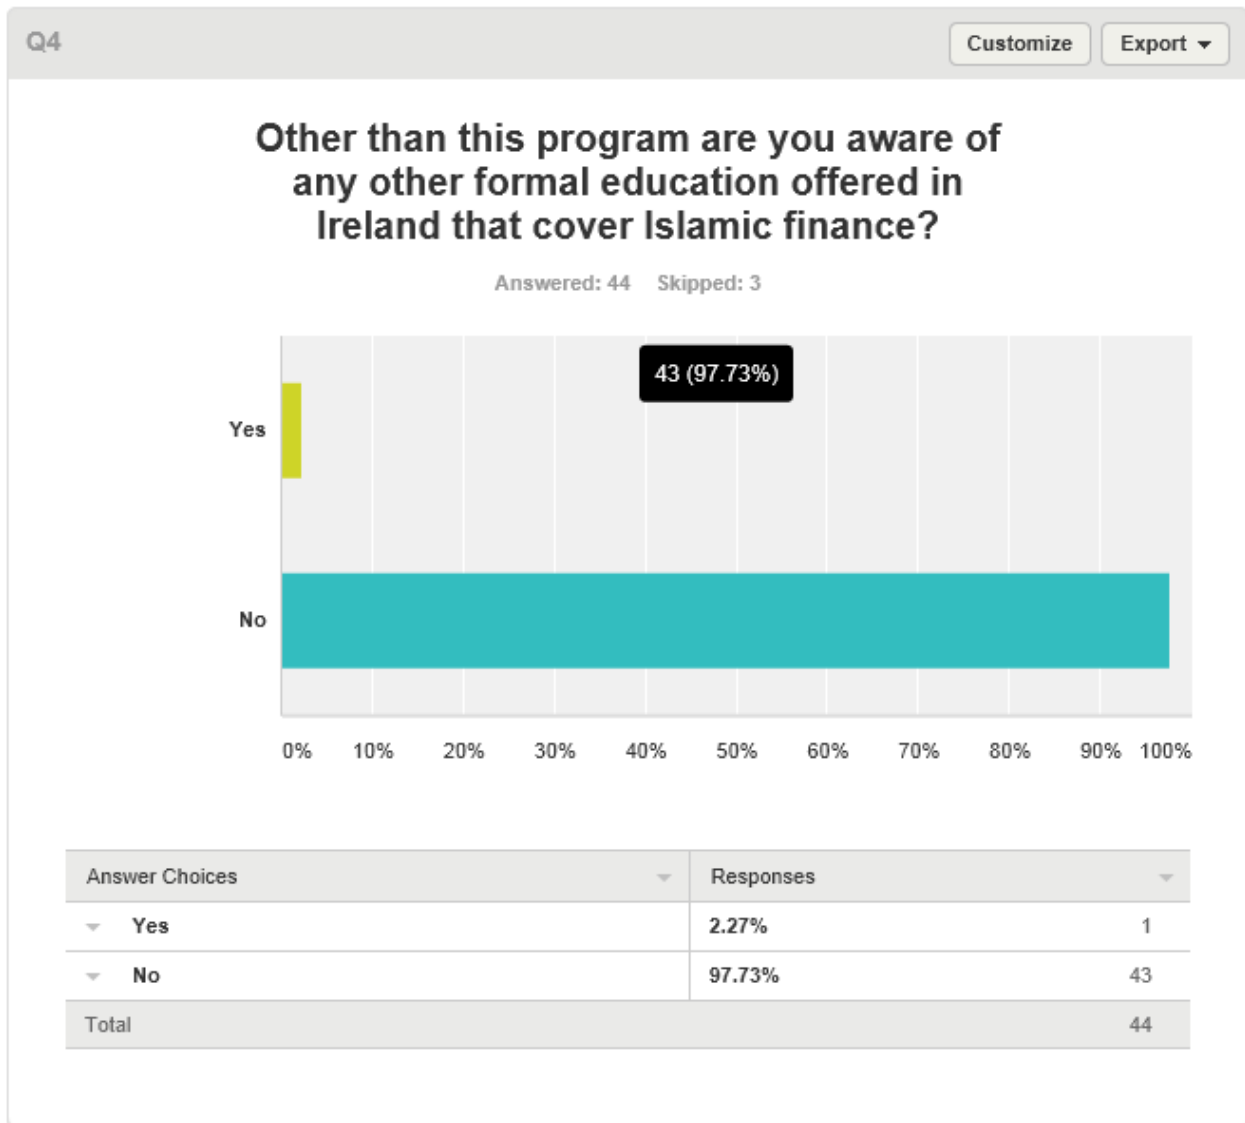 Q4
Customize
Export
Other than this program are you aware of
any other formal education offered in
Ireland that cover Islamic finance?
Answered: 44 Skipped: 3
43 (97.73%)
Yes
No
0% 10% 20% 30% 40% 50% 60% 70% 80% 90% 100%
Answer Choices Responses
Yes 2.27% 1
No 97.73% 43
Total 44